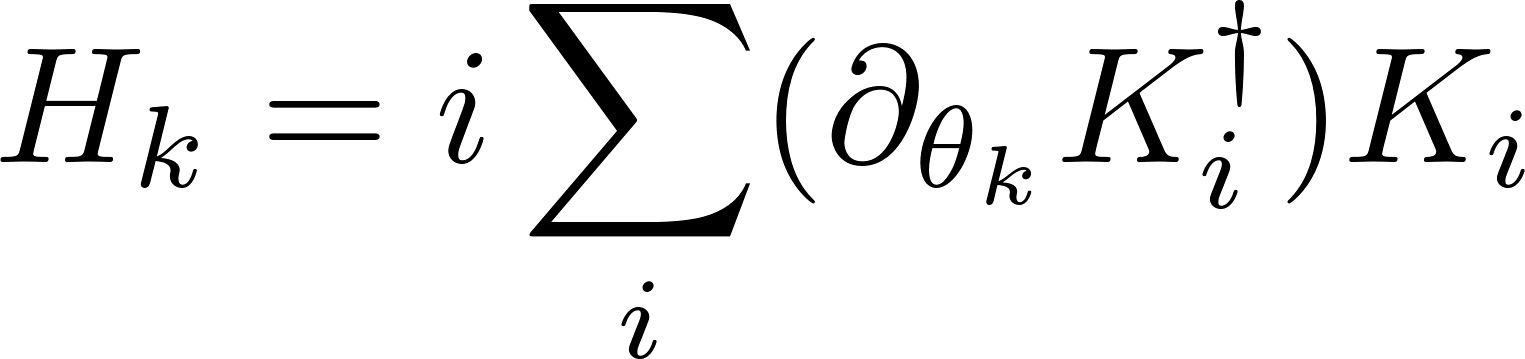 H_k = i \sum_i (\partial_{\theta_k} K_i^\dagger) K_i